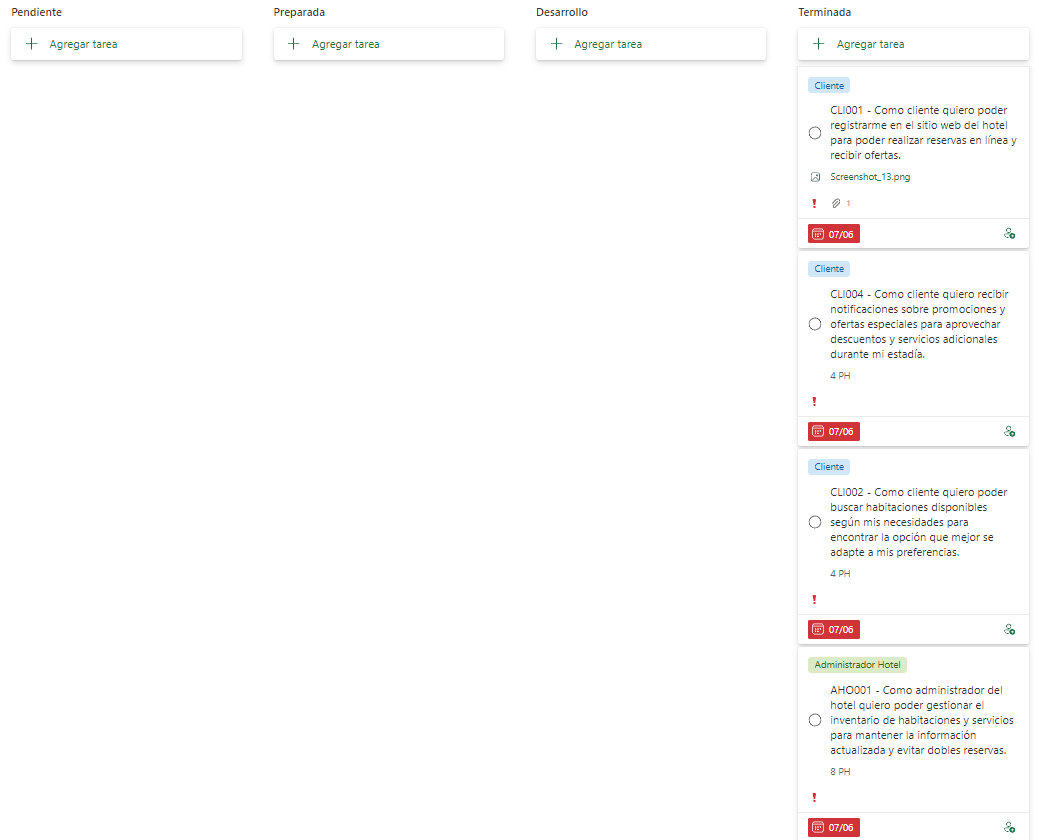 Pendiente
Agregar tarea
Preparada
Agregar tarea
Desarrollo
Agregar tarea
Terminada
Agregar tarea
Cliente
CLI001 - Como cliente quiero poder
registrarme en el sitio web del hotel
para poder realizar reservas en línea y
recibir ofertas.
Screenshot_13.png
1
07/06
Cliente
CLI004 - Como cliente quiero recibir
notificaciones sobre promociones y
ofertas especiales para aprovechar
descuentos y servicios adicionales
durante mi estadía.
4 PH
07/06
Cliente
CLI002 - Como cliente quiero poder
buscar habitaciones disponibles
según mis necesidades para
encontrar la opción que mejor se
adapte a mis preferencias.
4 PH
07/06
Administrador Hotel
AHO001 - Como administrador del
hotel quiero poder gestionar el
inventario de habitaciones y servicios
para mantener la información
actualizada y evitar dobles reservas.
8 PH
07/06